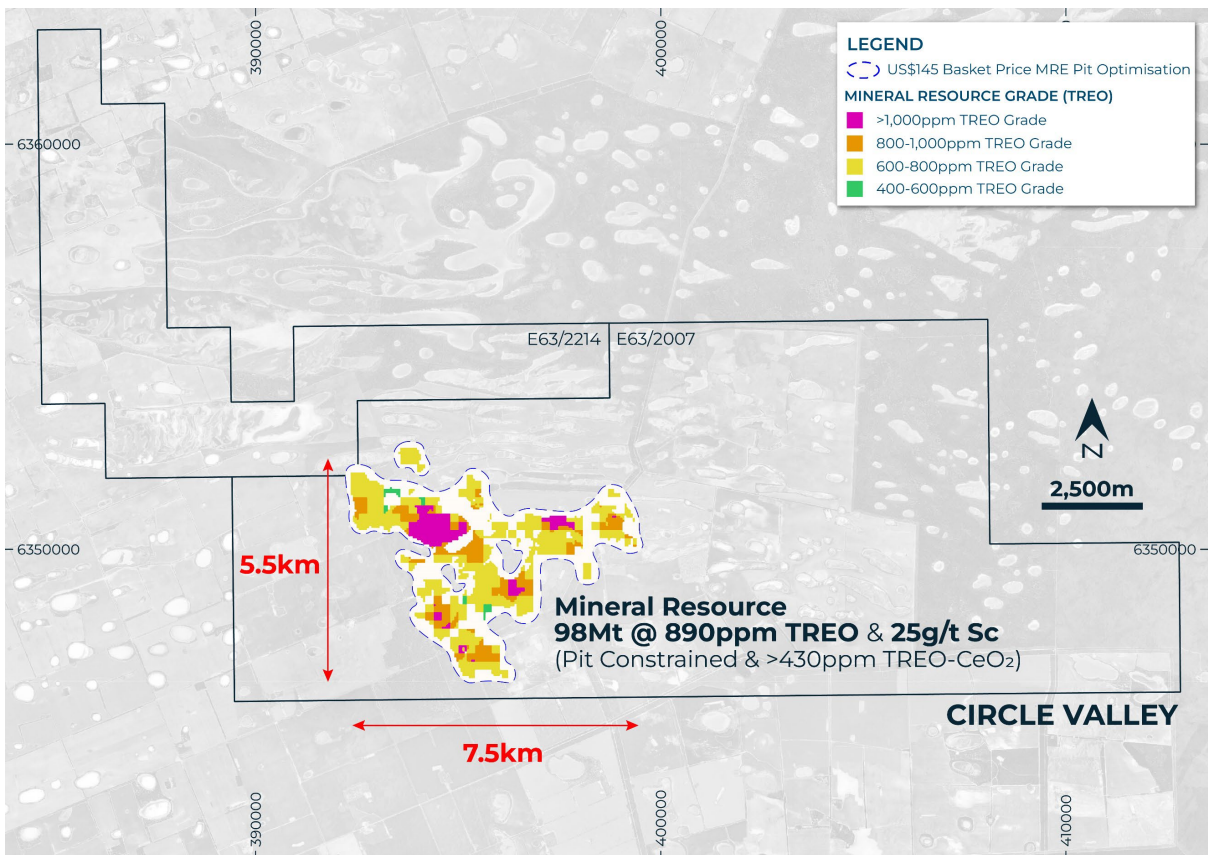 390000
400000
LEGEND
US$145 Basket Price MRE Pit Optimisation
MINERAL RESOURCE GRADE (TREO)
>1,000ppm TREO Grade
800-1,000ppm TREO Grade
600-800ppm TREO Grade
400-600ppm TREO Grade
6360000
E63/2214
E63/2007
N
2,500m
6350000
6350000
5.5km
Mineral Resource
98Mt @ 890ppm TREO & 25g/t Sc
(Pit Constrained & >430ppm TREO-CeO₂)
CIRCLE VALLEY
7.5km
390000
400000
410000